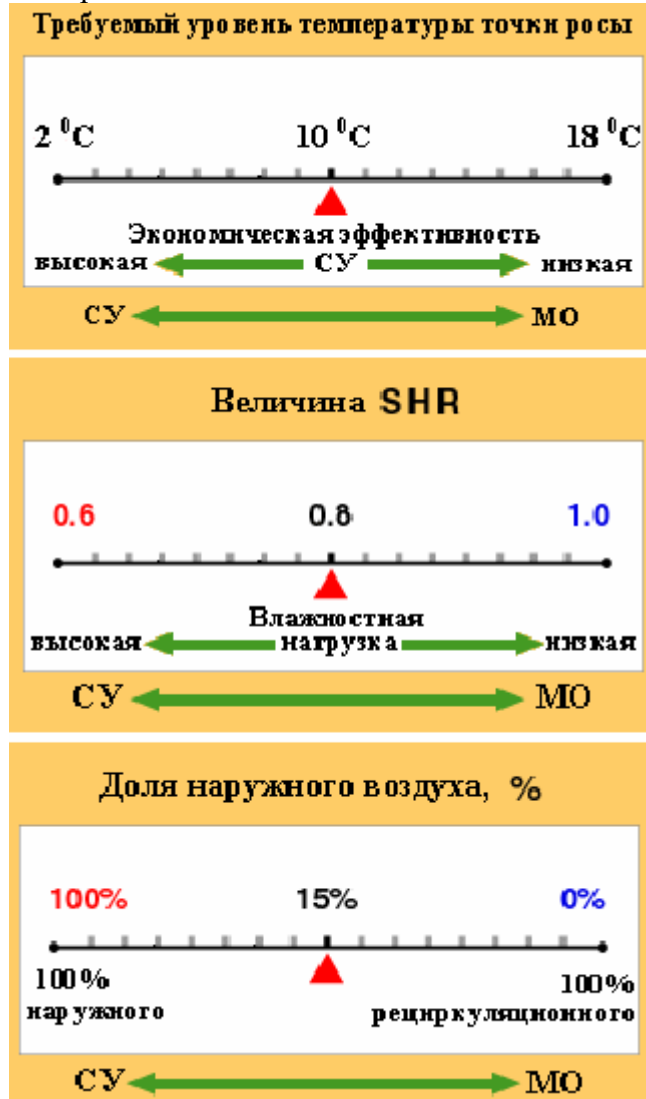 Требуемый уровень температуры точки росы
2 ⁰C 10 ⁰C 18 ⁰C
Экономическая эффективность
высокая СУ низкая
СУ МО
Величина SHR
0.6 0.8 1.0
Влажностная
высокая нагрузка низкая
СУ МО
Доля наружного воздуха, %
100% 15% 0%
100% 100%
наружного рециркуляционного
СУ МО